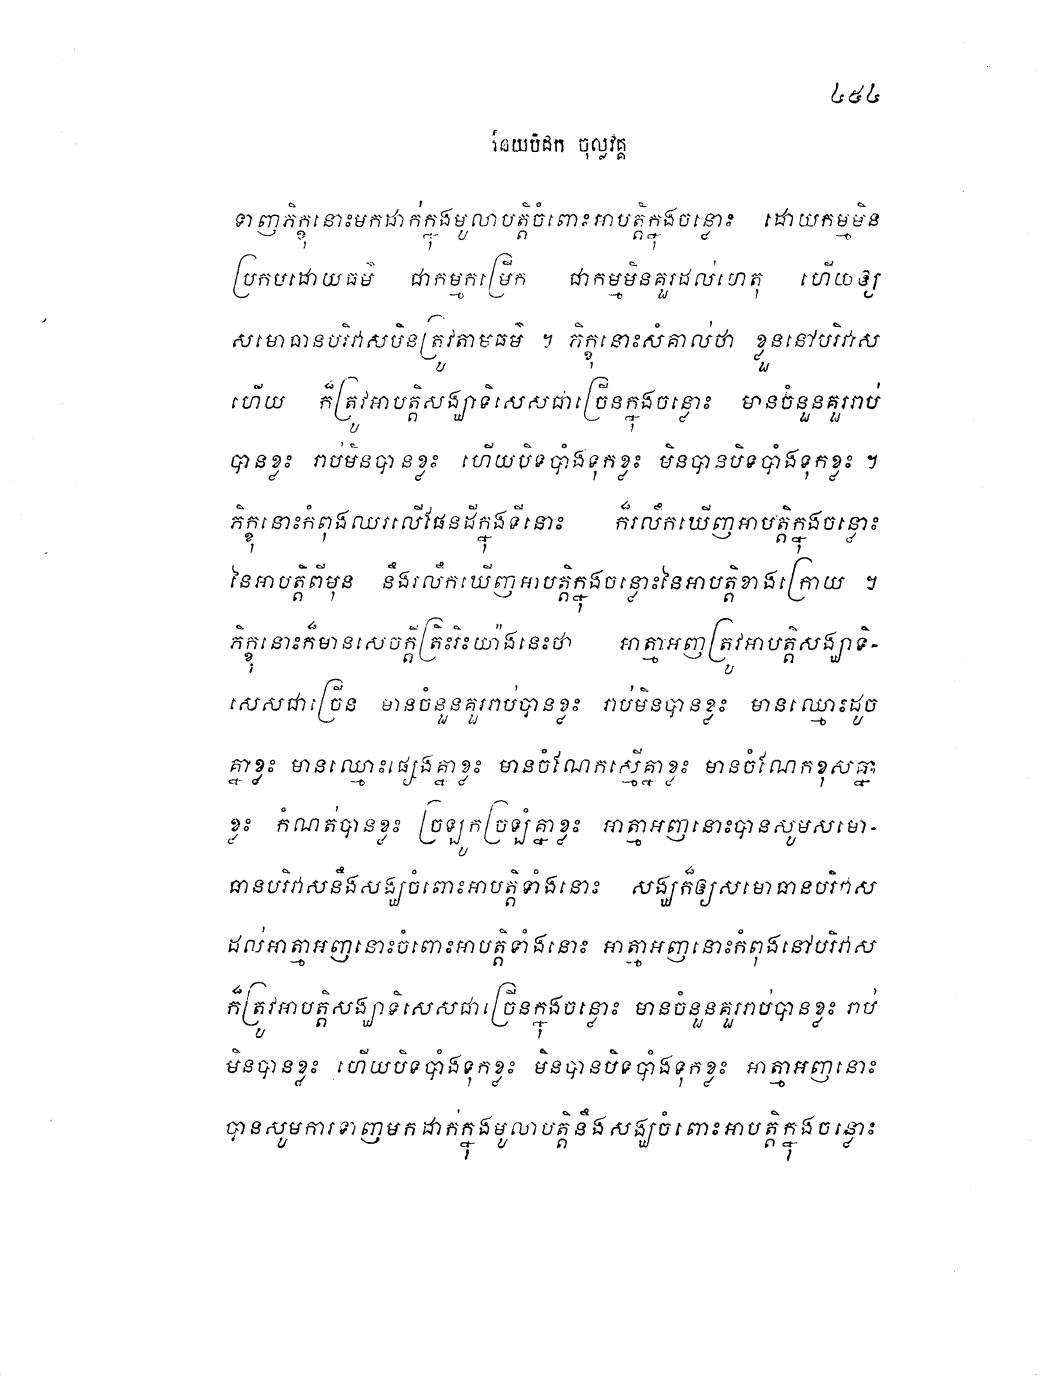 ៤៥៤
វិនយបិដក ចុល្លវគ្គ
ទាញភិក្ខុនោះមកដាក់ក្នុងមូលាបត្តិចំពោះអាបត្តិក្នុងចន្លោះ ដោយកម្មមិន
ប្រកបដោយធម៌ ជាកម្មកម្រើក ជាកម្មមិនគួរដល់ហេតុ ហើយឲ្យ
សមោធានបរិវាសមិនត្រូវតាមធម៌ ។ ភិក្ខុនោះសំគាល់ថា ខ្លួននៅបរិវាស
ហើយ ក៏ត្រូវអាបត្តិសង្ឃាទិសេសជាច្រើនក្នុងចន្លោះ មានចំនួនគួររាប់
បានខ្លះ រាប់មិនបានខ្លះ ហើយបិទបាំងទុកខ្លះ មិនបានបិទបាំងទុកខ្លះ ។
ភិក្ខុនោះកំពុងឈរលើផែនដីក្នុងទីនោះ ក៏រលឹកឃើញអាបត្តិក្នុងចន្លោះ
នៃអាបត្តិពីមុន នឹងរលឹកឃើញអាបត្តិក្នុងចន្លោះនៃអាបត្តិខាងក្រោយ ។
ភិក្ខុនោះក៏មានសេចក្តីត្រិះរិះយ៉ាងនេះថា អាត្មាអញត្រូវអាបត្តិសង្ឃាទិ-
សេសជាច្រើន មានចំនួនគួររាប់បានខ្លះ រាប់មិនបានខ្លះ មានឈ្មោះដូច
គ្នាខ្លះ មានឈ្មោះផ្សេងគ្នាខ្លះ មានចំណែកស្មើគ្នាខ្លះ មានចំណែកខុសគ្នា
ខ្លះ កំណត់បានខ្លះ ច្រឡូកច្រឡំគ្នាខ្លះ អាត្មាអញនោះបានសូមសមោ-
ធានបរិវាសនឹងសង្ឃចំពោះអាបត្តិទាំងនោះ សង្ឃក៏ឲ្យសមោធានបរិវាស
ដល់អាត្មាអញនោះចំពោះអាបត្តិទាំងនោះ អាត្មាអញនោះកំពុងនៅបរិវាស
ក៏ត្រូវអាបត្តិសង្ឃាទិសេសជាច្រើនក្នុងចន្លោះ មានចំនួនគួររាប់បានខ្លះ រាប់
មិនបានខ្លះ ហើយបិទបាំងទុកខ្លះ មិនបានបិទបាំងទុកខ្លះ អាត្មាអញនោះ
បានសូមការទាញមកដាក់ក្នុងមូលាបត្តិនឹងសង្ឃចំពោះអាបត្តិក្នុងចន្លោះ